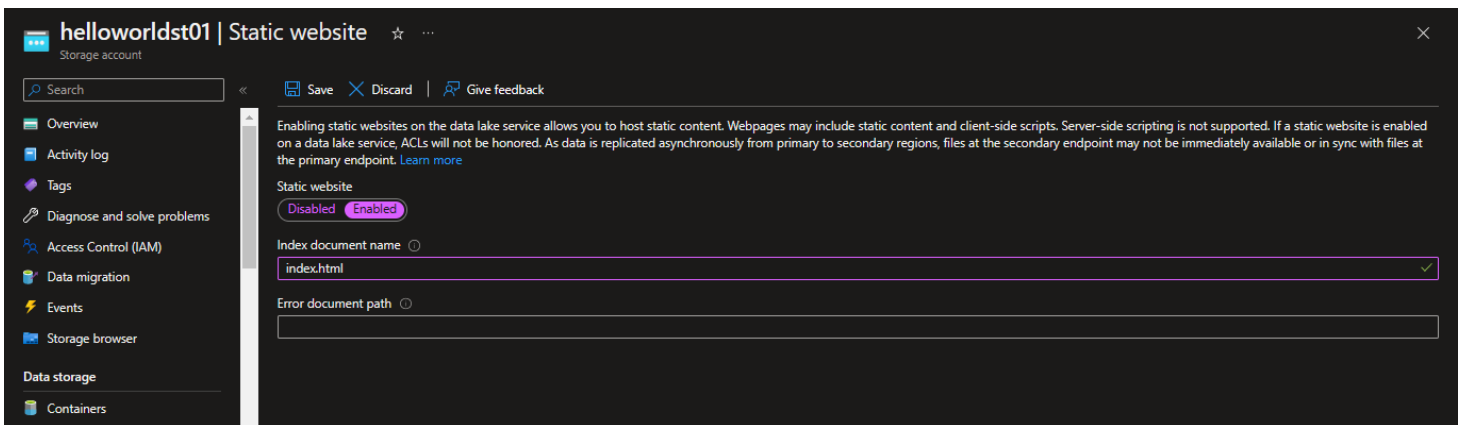 helloworldst01 | Static website
Storage account
Search
Save Discard Give feedback
Overview
Activity log
Tags
Diagnose and solve problems
Access Control (IAM)
Data migration
Events
Storage browser
Data storage
Containers
Enabling static websites on the data lake service allows you to host static content. Webpages may include static content and client-side scripts. Server-side scripting is not supported. If a static website is enabled
on a data lake service, ACLs will not be honored. As data is replicated asynchronously from primary to secondary regions, files at the secondary endpoint may not be immediately available or in sync with files at
the primary endpoint. Learn more
Static website
Disabled Enabled
Index document name
index.html
Error document path